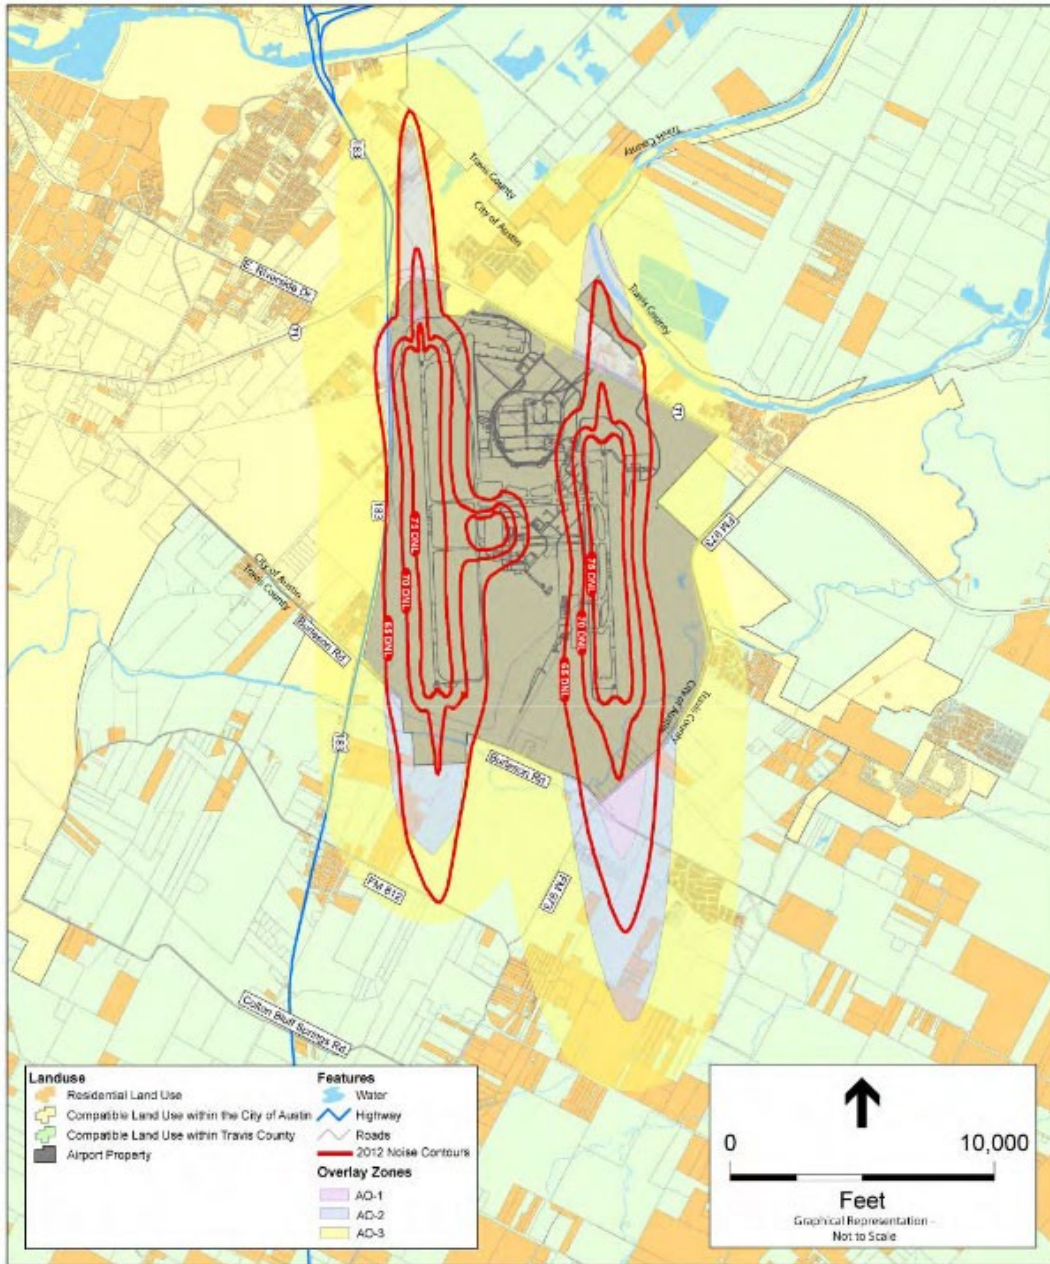 183
Travis County
Travis County
City of Austin
E. Riverside Dr
71
Travis County
71
183
FM 973
City of Austin
Travis County
Burleson Rd
75 DNL
70 DNL
65 DNL
75 DNL
70 DNL
65 DNL
Travis County
City of Austin
183
Burleson Rd
FM 812
FM 973
Colton Bluff Springs Rd
Landuse
Residential Land Use
Compatible Land Use within the City of Austin
Compatible Land Use within Travis County
Airport Property
Features
Water
Highway
Roads
2012 Noise Contours
Overlay Zones
AO-1
AO-2
AO-3
0 10,000
Feet
Graphical Representation -
Not to Scale